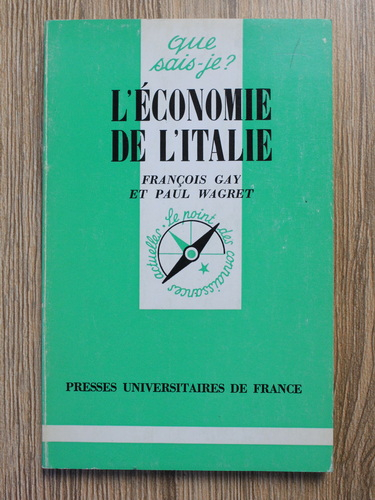 que
sais-je?
L'ÉCONOMIE
DE L'ITALIE
FRANÇOIS GAY
ET PAUL WAGRET
le point des connaissances actuelles
PRESSES UNIVERSITAIRES DE FRANCE